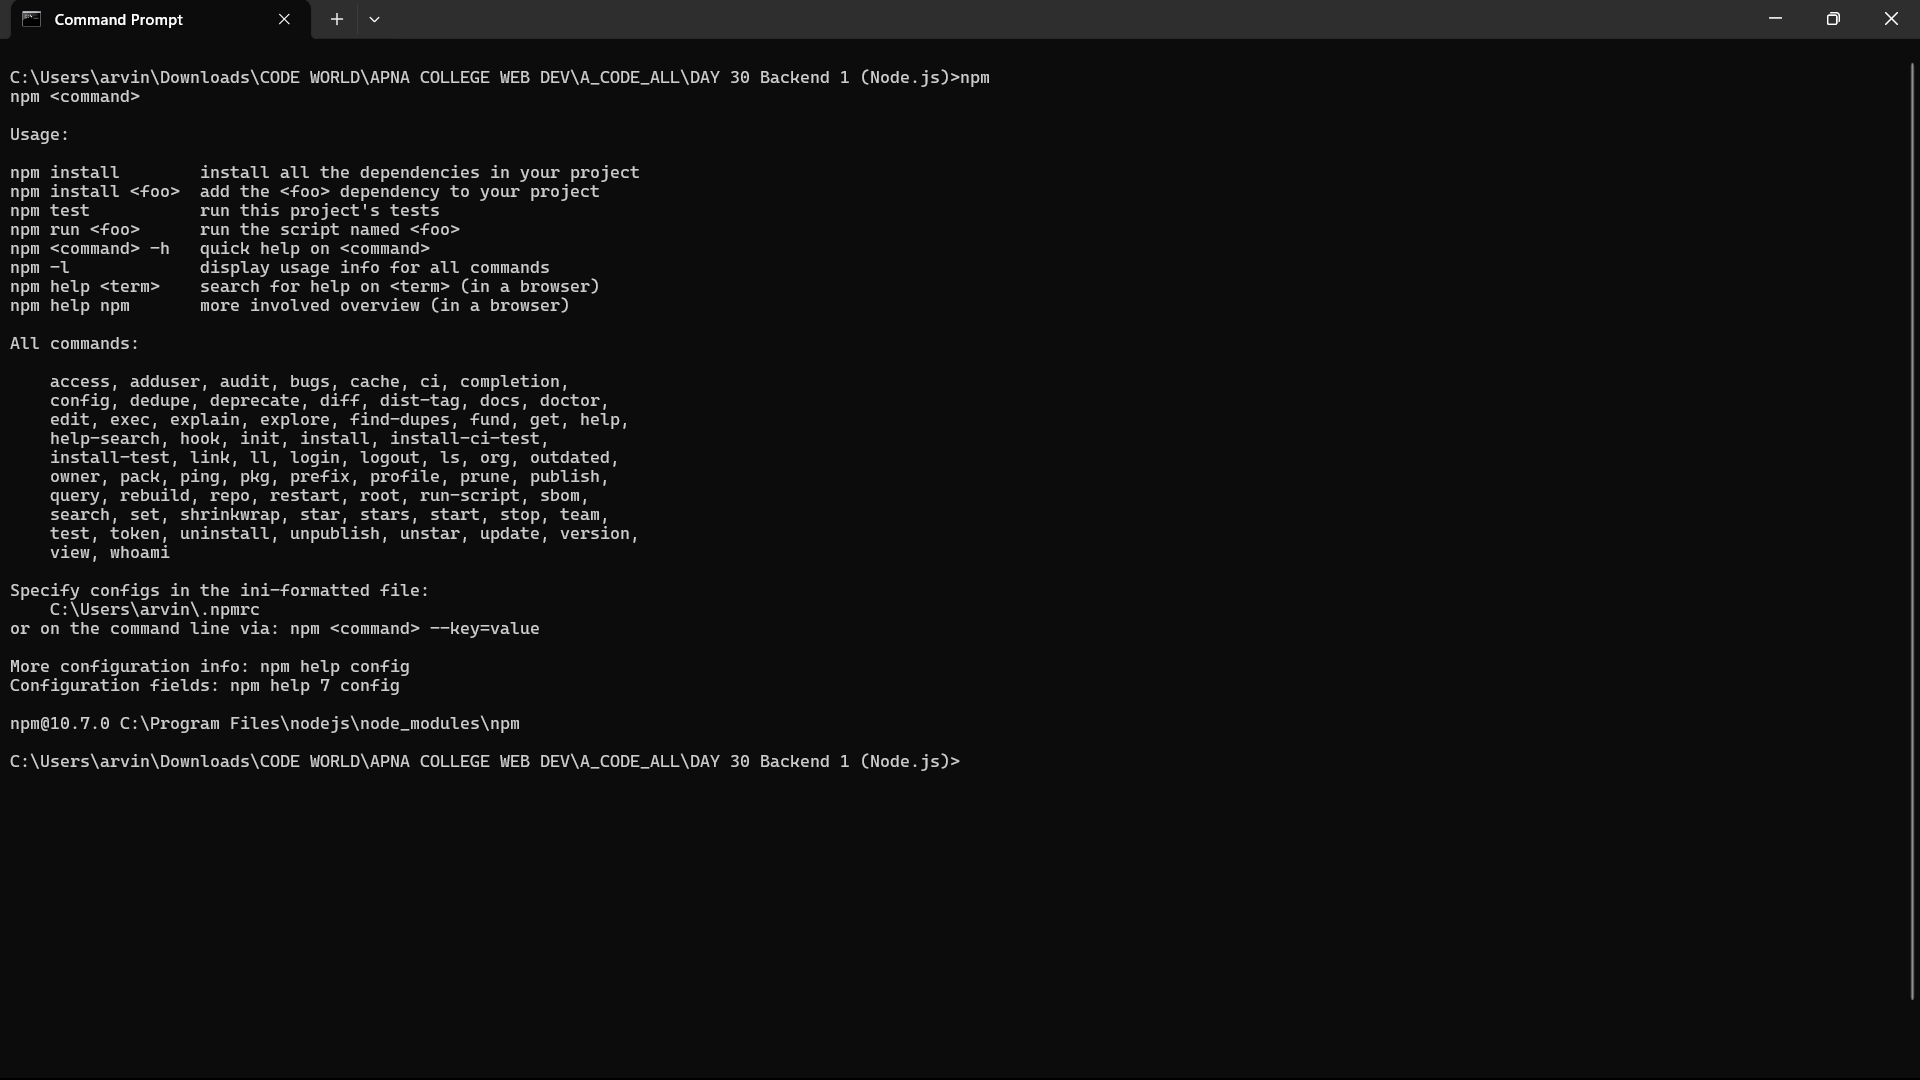 Command Prompt
C:\Users\arvin\Downloads\CODE WORLD\APNA COLLEGE WEB DEV\A_CODE_ALL\DAY 30 Backend 1 (Node.js)>npm
npm <command>
Usage:
npm install        install all the dependencies in your project
npm install <foo>  add the <foo> dependency to your project
npm test           run this project's tests
npm run <foo>      run the script named <foo>
npm <command> -h   quick help on <command>
npm -l             display usage info for all commands
npm help <term>    search for help on <term> (in a browser)
npm help npm       more involved overview (in a browser)
All commands:
    access, adduser, audit, bugs, cache, ci, completion,
    config, dedupe, deprecate, diff, dist-tag, docs, doctor,
    edit, exec, explain, explore, find-dupes, fund, get, help,
    help-search, hook, init, install, install-ci-test,
    install-test, link, ll, login, logout, ls, org, outdated,
    owner, pack, ping, pkg, prefix, profile, prune, publish,
    query, rebuild, repo, restart, root, run-script, sbom,
    search, set, shrinkwrap, star, stars, start, stop, team,
    test, token, uninstall, unpublish, unstar, update, version,
    view, whoami
Specify configs in the ini-formatted file:
    C:\Users\arvin\.npmrc
or on the command line via: npm <command> --key=value
More configuration info: npm help config
Configuration fields: npm help 7 config
npm@10.7.0 C:\Program Files\nodejs\node_modules\npm
C:\Users\arvin\Downloads\CODE WORLD\APNA COLLEGE WEB DEV\A_CODE_ALL\DAY 30 Backend 1 (Node.js)>